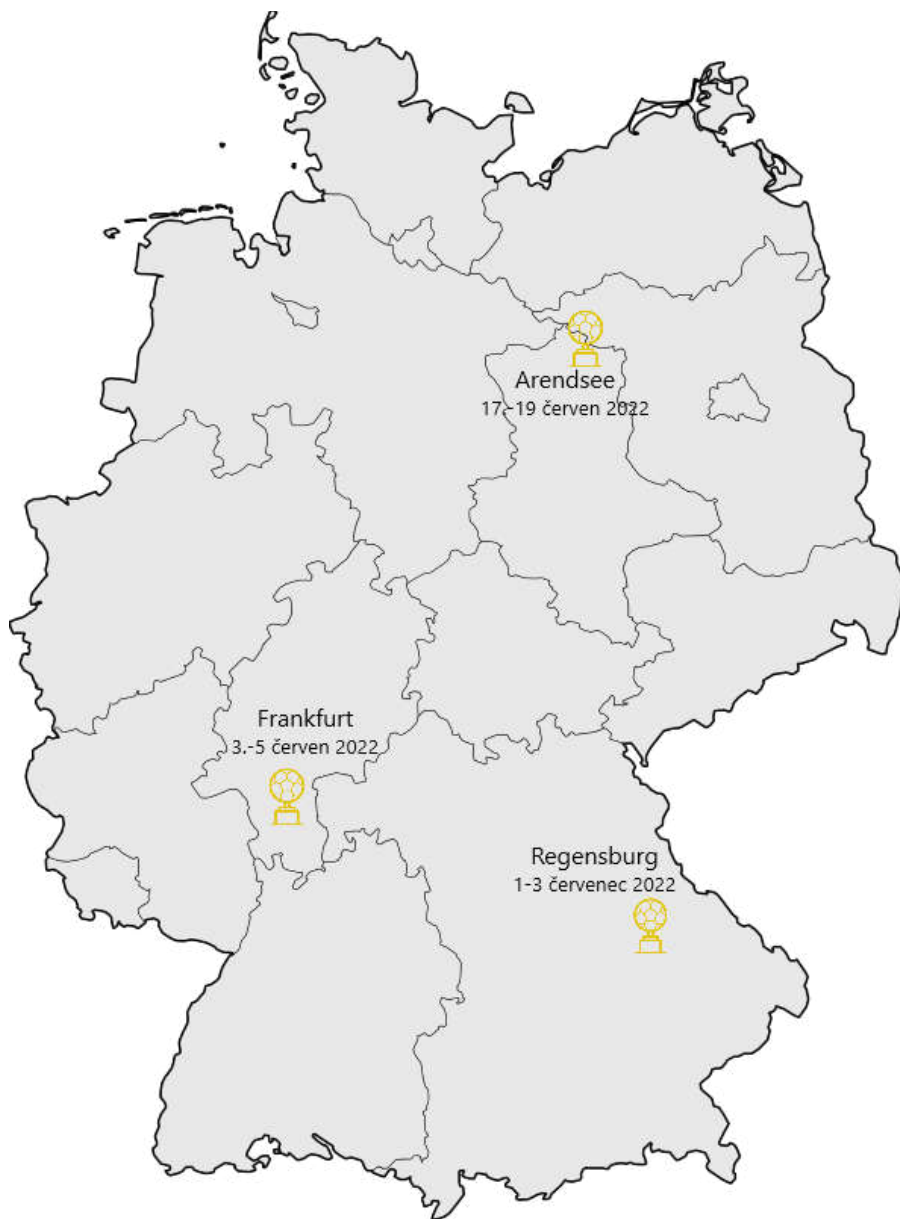 Arendsee
17.-19 červen 2022
Frankfurt
3.-5 červen 2022
Regensburg
1-3 červenec 2022